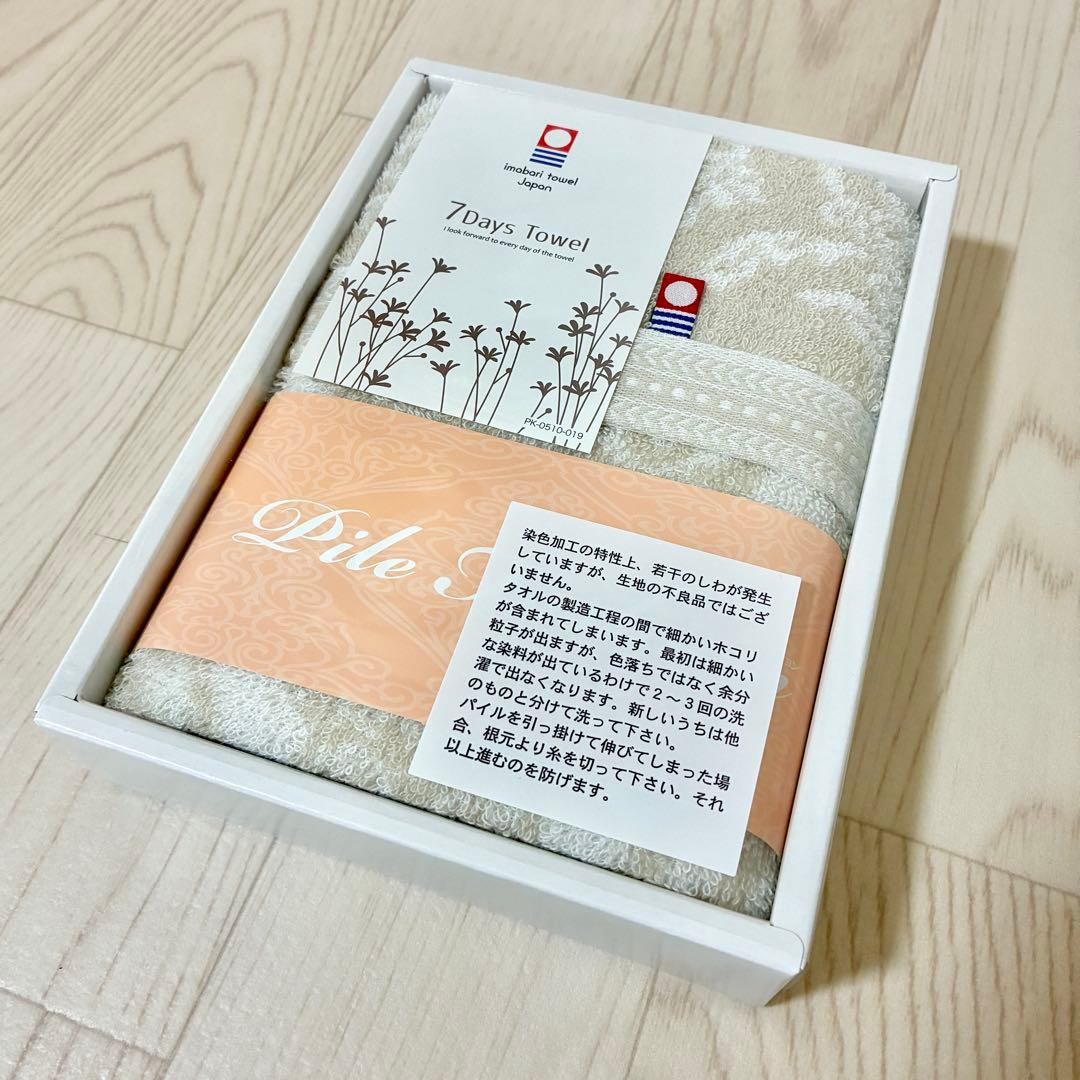 imabari towel
Japan
7Days Towel
I look forward to every day of the towel
PK-0510-019
Pile
染色加工の特性上、若干のしわが発生
していますが、生地の不良品ではござ
いません。
タオルの製造工程の間で細かいホコリ
が含まれてしまいます。最初は細かい
粒子が出ますが、色落ちではなく余分
な染料が出ているわけで2～3回の洗
濯で出なくなります。新しいうちは他
のものと分けて洗って下さい。
パイルを引っ掛けて伸びてしまった場
合、根元より糸を切って下さい。それ
以上進むのを防げます。